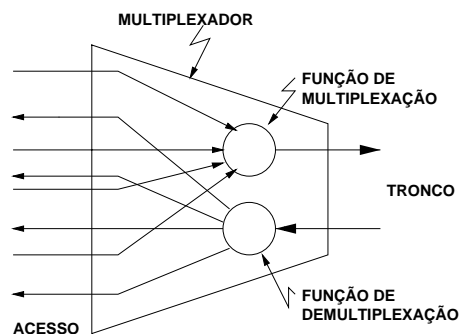 MULTIPLEXADOR
FUNÇÃO DE
MULTIPLEXAÇÃO
TRONCO
FUNÇÃO DE
DEMULTIPLEXAÇÃO
ACESSO